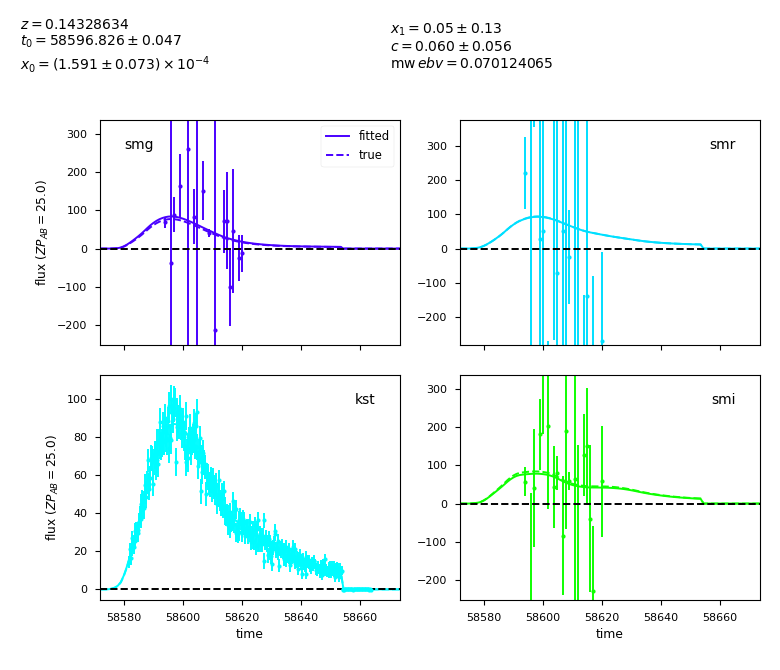 z = 0.14328634
t₀ = 58596.826 ± 0.047
x₀ = (1.591 ± 0.073) × 10⁻⁴
x₁ = 0.05 ± 0.13
c = 0.060 ± 0.056
mw ebv = 0.070124065
smg
fitted
true
300
200
100
0
−100
−200
flux (ZP_AB = 25.0)
smr
300
200
100
0
−100
−200
kst
100
80
60
40
20
0
flux (ZP_AB = 25.0)
58580 58600 58620 58640 58660
time
smi
300
200
100
0
−100
−200
58580 58600 58620 58640 58660
time